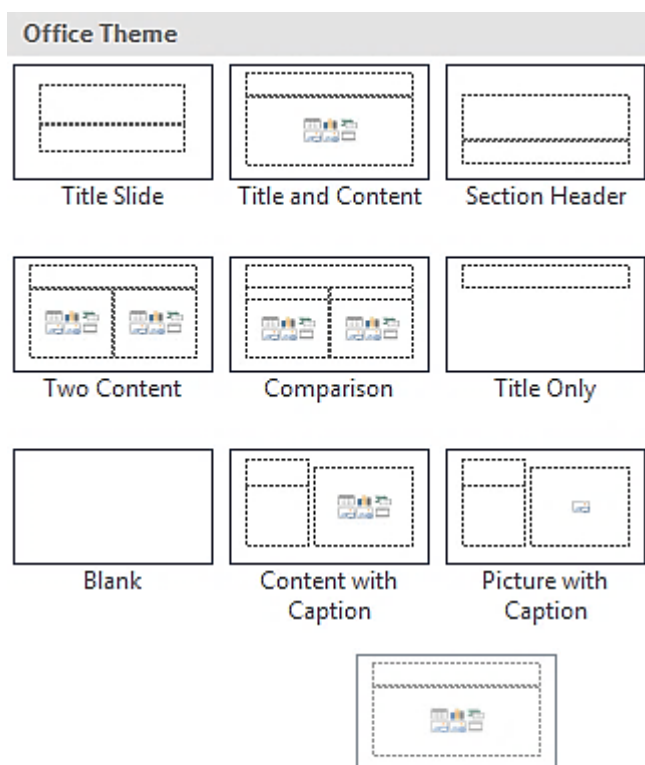 Office Theme
Title Slide
Title and Content
Section Header
Two Content
Comparison
Title Only
Blank
Content with
Caption
Picture with
Caption